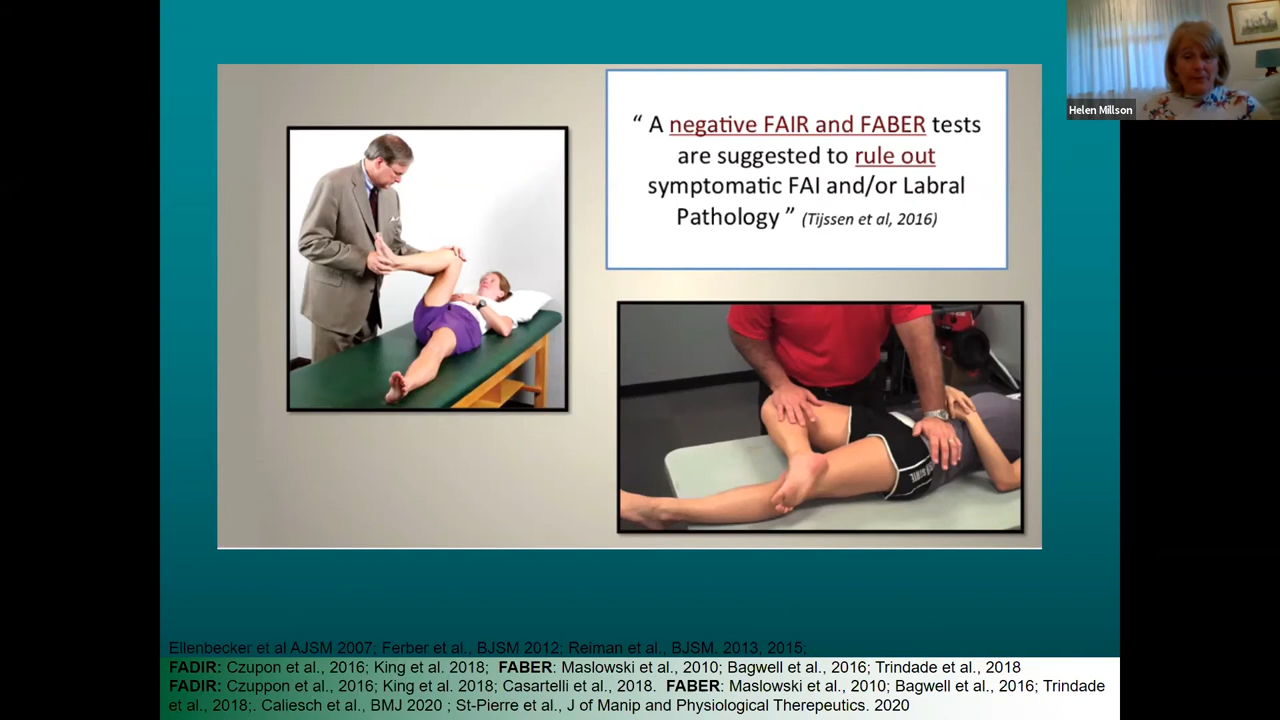 Helen Millson
“ A negative FAIR and FABER tests
are suggested to rule out
symptomatic FAI and/or Labral
Pathology ” (Tijssen et al, 2016)
Ellenbecker et al AJSM 2007; Ferber et al., BJSM 2012; Reiman et al., BJSM. 2013, 2015;
FADIR: Czupon et al., 2016; King et al. 2018; FABER: Maslowski et al., 2010; Bagwell et al., 2016; Trindade et al., 2018
FADIR: Czuppon et al., 2016; King et al., 2018; Casartelli et al., 2018. FABER: Maslowski et al., 2010; Bagwell et al., 2016; Trindade
et al., 2018;. Caliesch et al., BMJ 2020 ; St-Pierre et al., J of Manip and Physiological Therepeutics. 2020